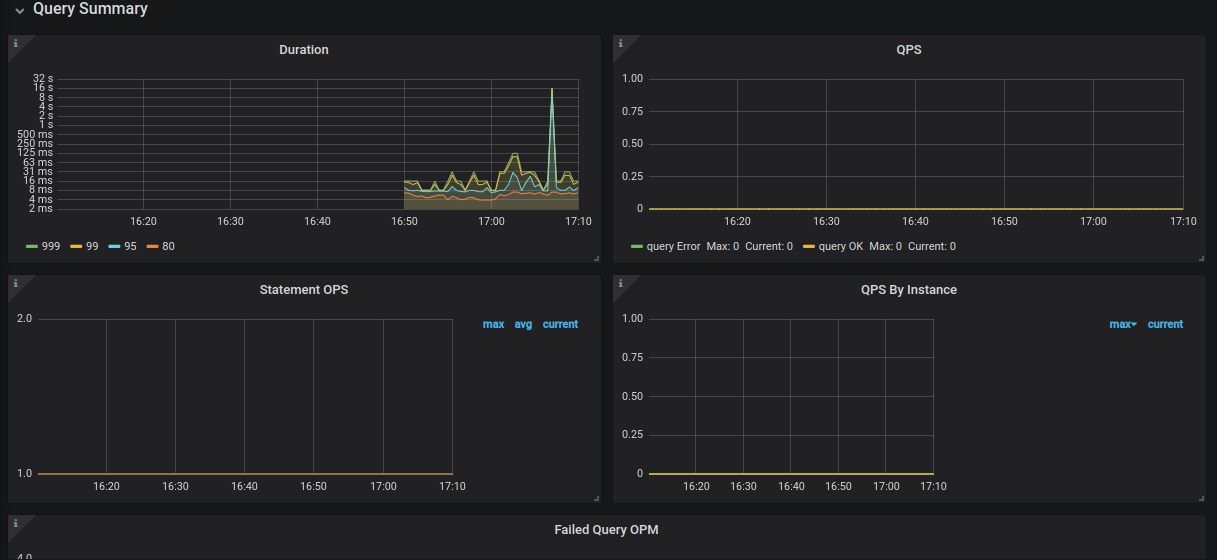 Query Summary
i
Duration
32 s
16 s
8 s
4 s
2 s
1 s
500 ms
250 ms
125 ms
63 ms
31 ms
16 ms
8 ms
4 ms
2 ms
16:20 16:30 16:40 16:50 17:00 17:10
999 99 95 80
i
QPS
1.00
0.75
0.50
0.25
0
16:20 16:30 16:40 16:50 17:00 17:10
query Error Max: 0 Current: 0 query OK Max: 0 Current: 0
i
Statement OPS
2.0
1.0
16:20 16:30 16:40 16:50 17:00 17:10
max avg current
i
QPS By Instance
1.00
0.75
0.50
0.25
0
16:20 16:30 16:40 16:50 17:00 17:10
max current
i
Failed Query OPM
4.0